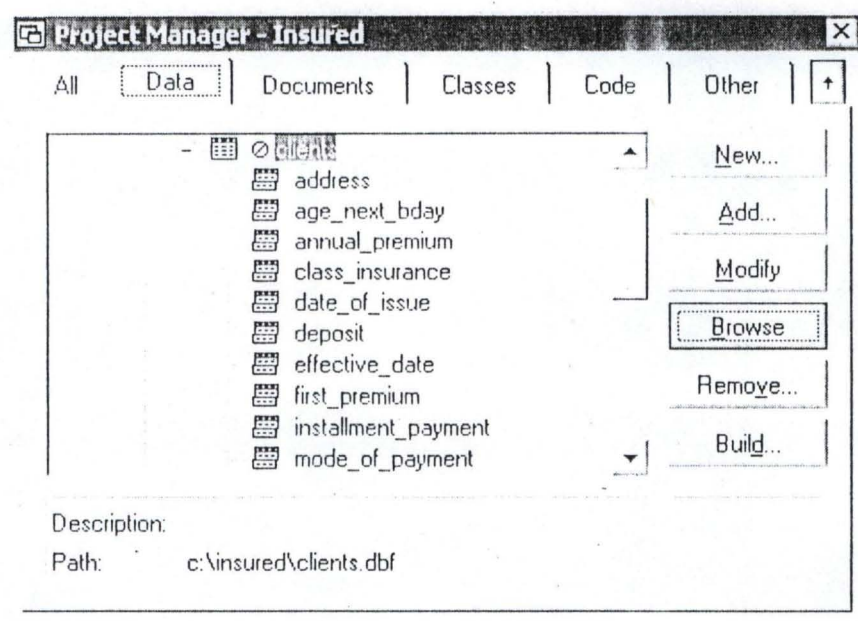 Project Manager - Insured
All Data Documents Classes Code Other
clients
address
age_next_bday
annual_premium
class_insurance
date_of_issue
deposit
effective_date
first_premium
installment_payment
mode_of_payment
New...
Add...
Modify
Browse
Remove...
Build...
Description:
Path: c:\insured\clients.dbf